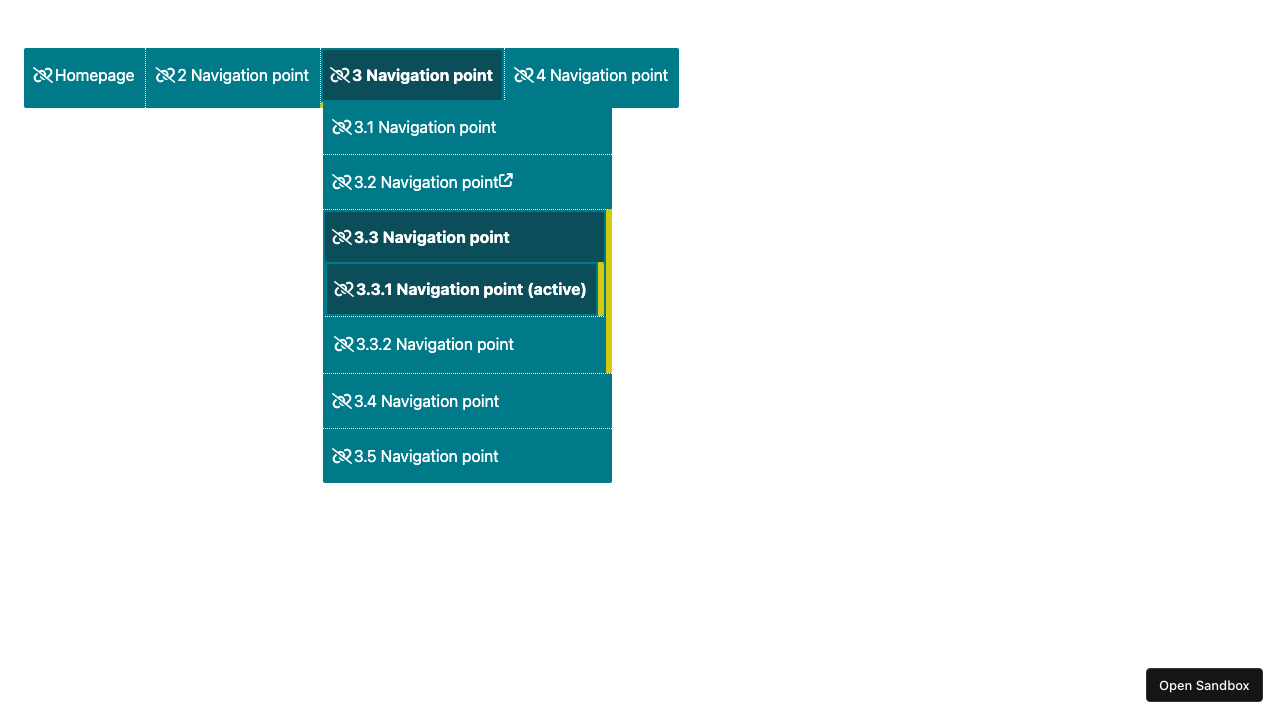 Homepage
2 Navigation point
3 Navigation point
4 Navigation point
3.1 Navigation point
3.2 Navigation point
3.3 Navigation point
3.3.1 Navigation point (active)
3.3.2 Navigation point
3.4 Navigation point
3.5 Navigation point
Open Sandbox